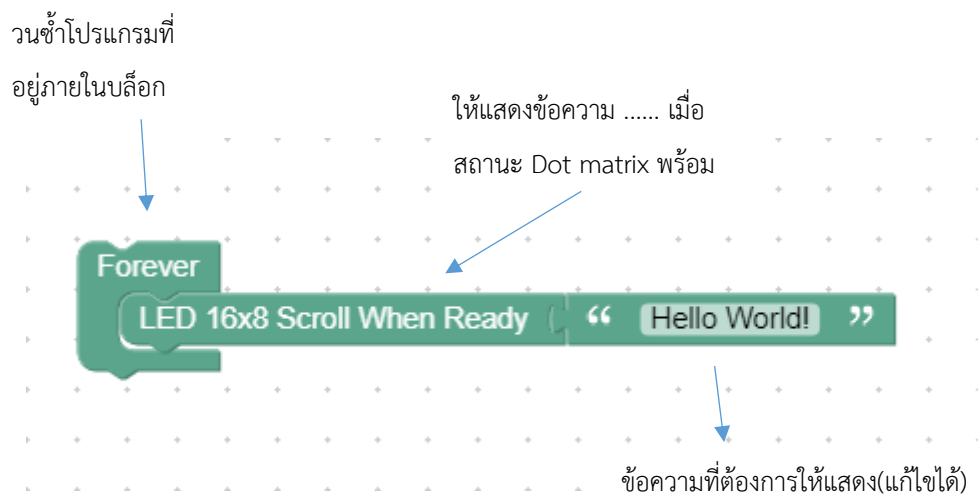 วนซ้ำโปรแกรมที่
อยู่ภายในบล็อก
ให้แสดงข้อความ ...... เมื่อ
สถานะ Dot matrix พร้อม
Forever
LED 16x8 Scroll When Ready “ Hello World! ”
ข้อความที่ต้องการให้แสดง(แก้ไขได้)